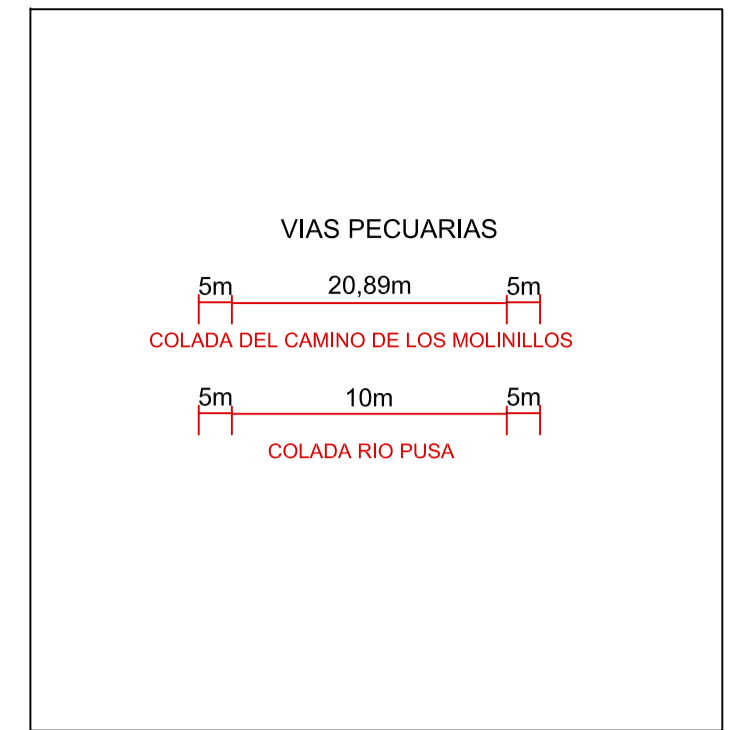 VIAS PECUARIAS
5m 20,89m 5m
COLADA DEL CAMINO DE LOS MOLINILLOS
5m 10m 5m
COLADA RIO PUSA